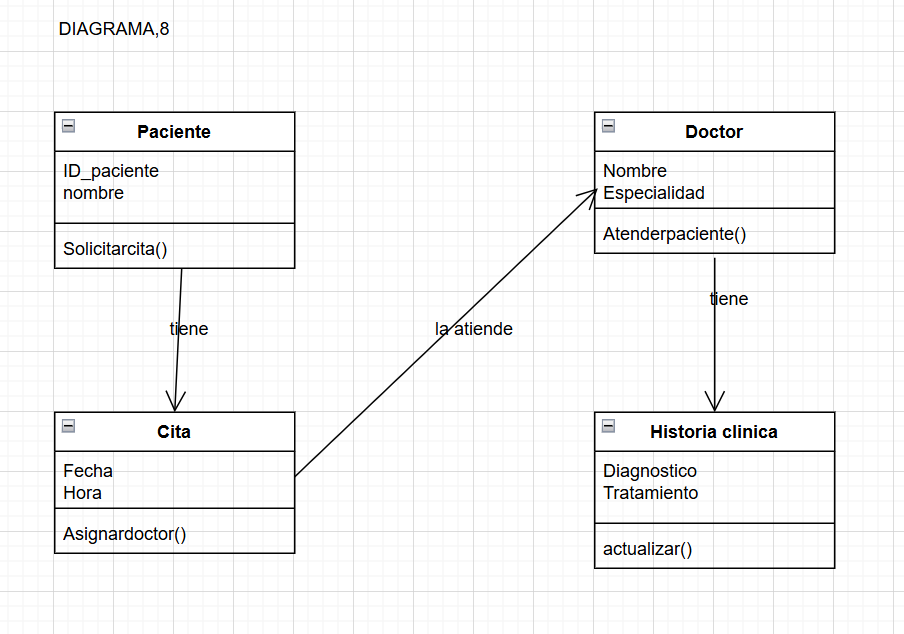 DIAGRAMA,8
Paciente
ID_paciente
nombre
Solicitarcita()
Doctor
Nombre
Especialidad
Atenderpaciente()
tiene
la atiende
tiene
Cita
Fecha
Hora
Asignardoctor()
Historia clinica
Diagnostico
Tratamiento
actualizar()